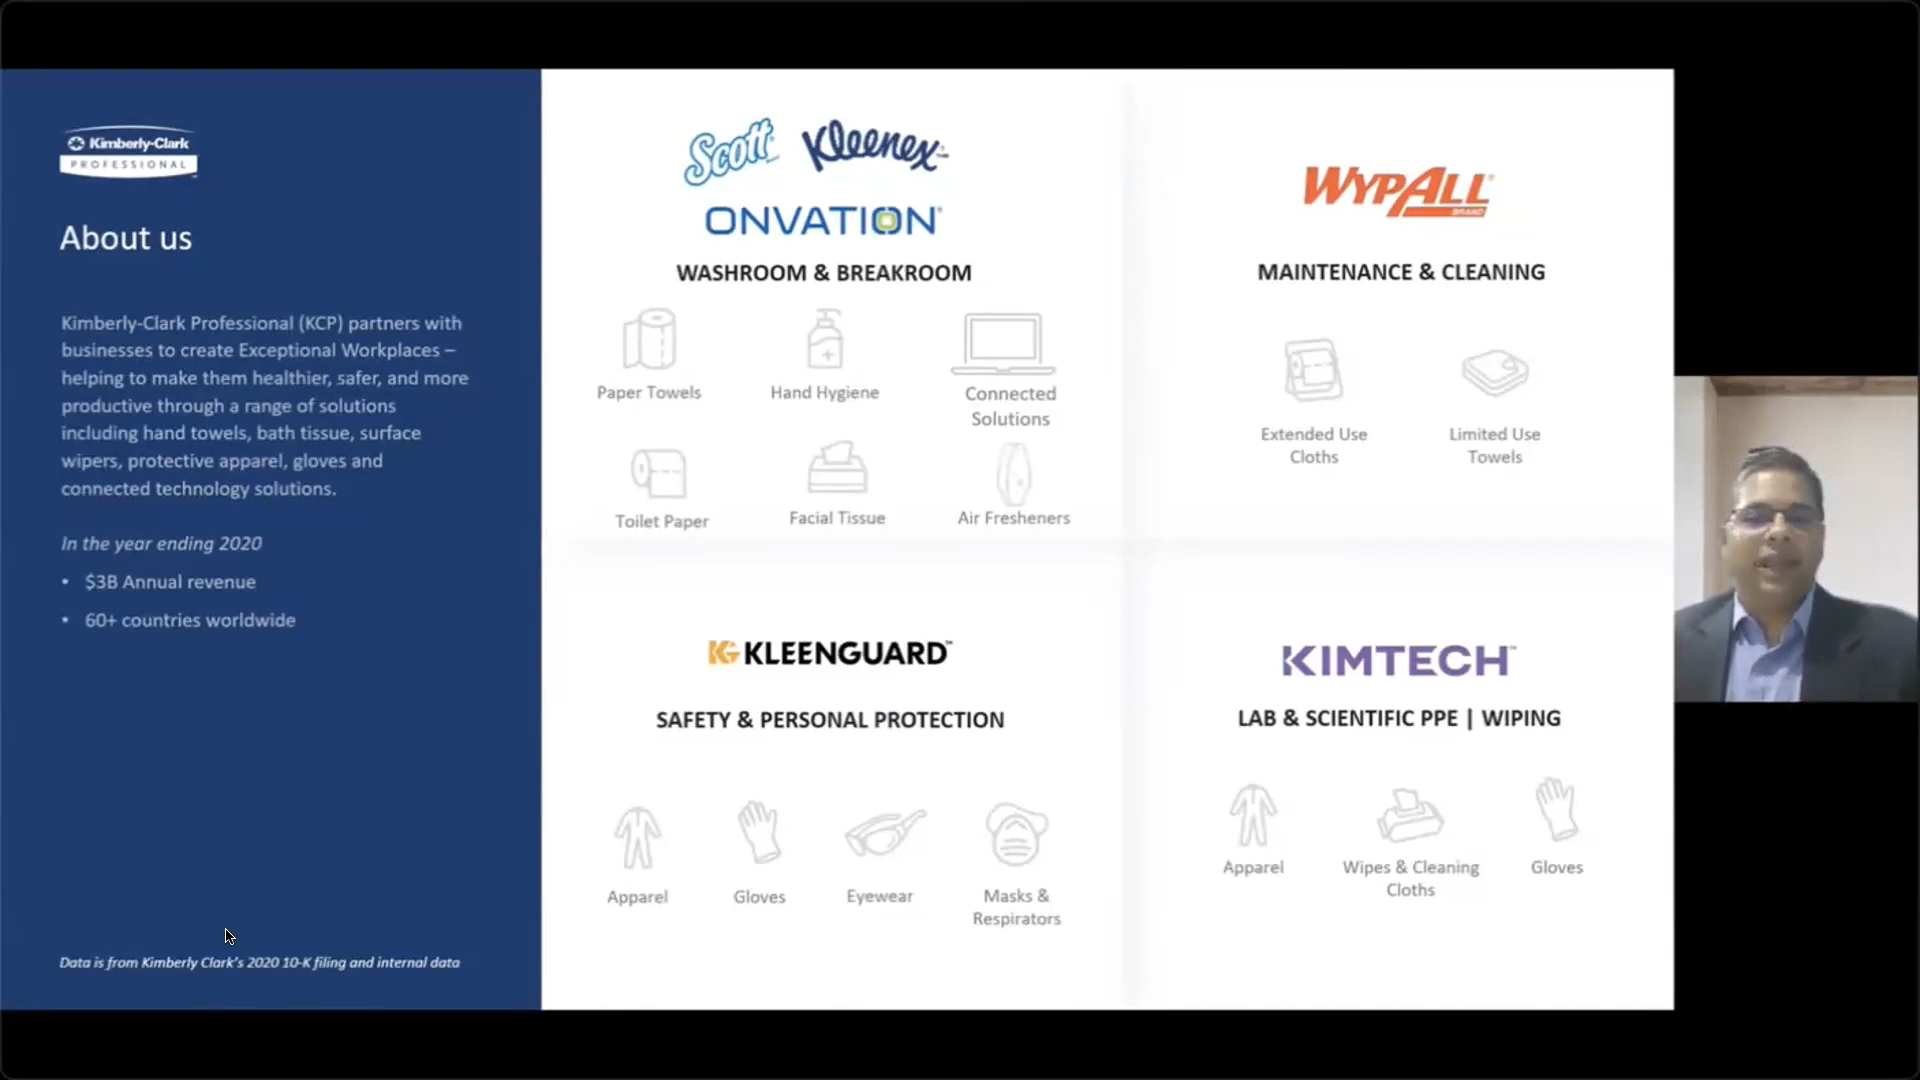 Kimberly-Clark
PROFESSIONAL
About us
Kimberly-Clark Professional (KCP) partners with
businesses to create Exceptional Workplaces –
helping to make them healthier, safer, and more
productive through a range of solutions
including hand towels, bath tissue, surface
wipers, protective apparel, gloves and
connected technology solutions.
In the year ending 2020
• $3B Annual revenue
• 60+ countries worldwide
Data is from Kimberly Clark's 2020 10-K filing and internal data
Scott Kleenex
ONVATION®
WASHROOM & BREAKROOM
Paper Towels
Hand Hygiene
Connected
Solutions
Toilet Paper
Facial Tissue
Air Fresheners
WYPALL®
BRAND
MAINTENANCE & CLEANING
Extended Use
Cloths
Limited Use
Towels
KG KLEENGUARD™
SAFETY & PERSONAL PROTECTION
Apparel
Gloves
Eyewear
Masks &
Respirators
KIMTECH™
LAB & SCIENTIFIC PPE | WIPING
Apparel
Wipes & Cleaning
Cloths
Gloves